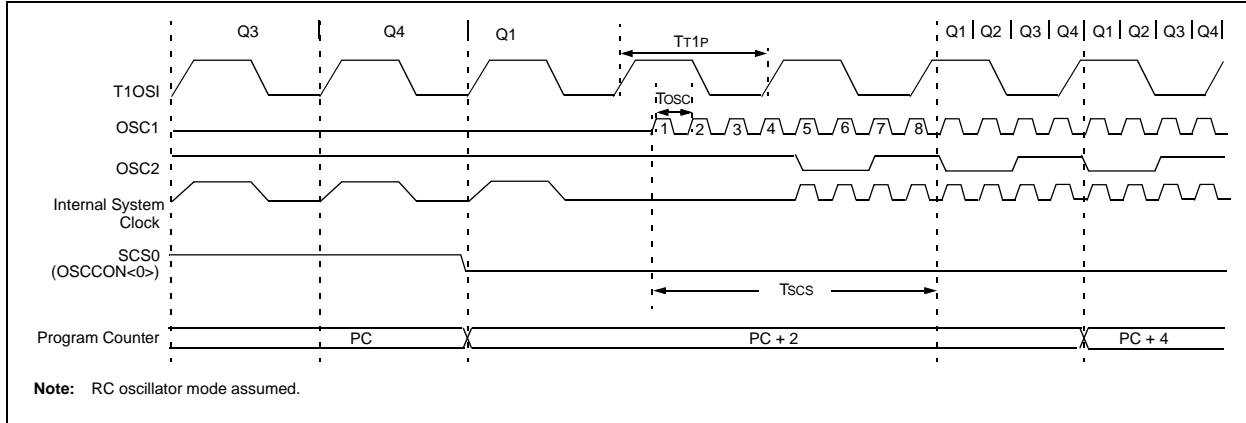 Q3 Q4 Q1 Q1 Q2 Q3 Q4 Q1 Q2 Q3 Q4
TT1P
T1OSI
TOSC
OSC1
1 2 3 4 5 6 7 8
OSC2
Internal System
Clock
SCS0
(OSCCON<0>)
TSCS
Program Counter PC PC + 2 PC + 4
Note: RC oscillator mode assumed.